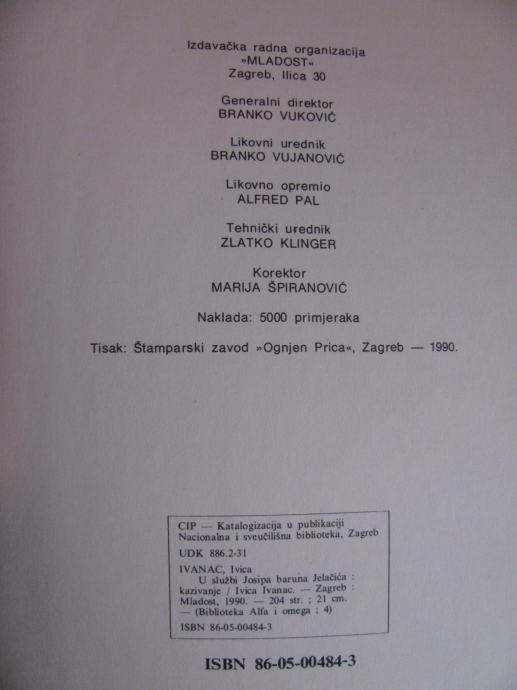 Izdavačka radna organizacija
»MLADOST«
Zagreb, Ilica 30
Generalni direktor
BRANKO VUKOVIĆ
Likovni urednik
BRANKO VUJANOVIĆ
Likovno opremio
ALFRED PAL
Tehnički urednik
ZLATKO KLINGER
Korektor
MARIJA ŠPIRANOVIĆ
Naklada: 5000 primjeraka
Tisak: Štamparski zavod »Ognjen Prica«, Zagreb — 1990.
CIP — Katalogizacija u publikaciji
Nacionalna i sveučilišna biblioteka, Zagreb
UDK 886.2-31
IVANAC, Ivica
U službi Josipa baruna Jelačića :
kazivanje / Ivica Ivanac. — Zagreb :
Mladost, 1990. — 204 str. ; 21 cm.
— (Biblioteka Alfa i omega ; 4)
ISBN 86-05-00484-3
ISBN 86-05-00484-3